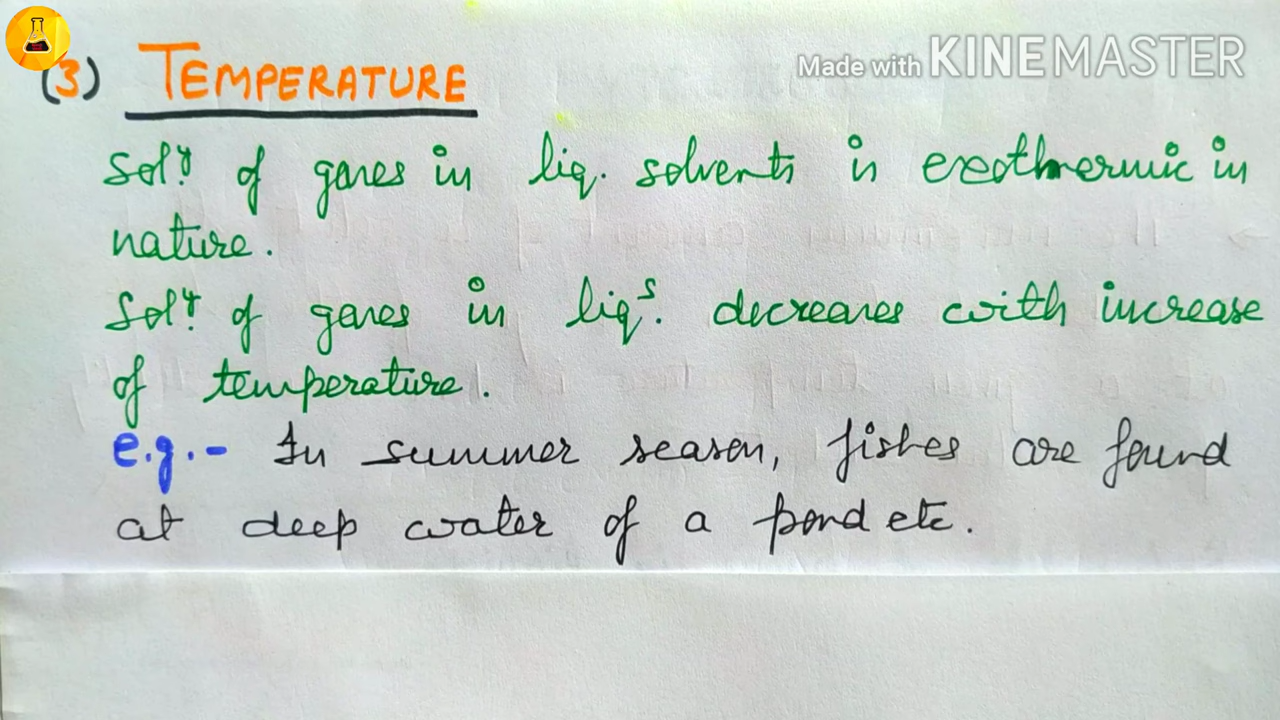 Made with KINEMASTER
(3) TEMPERATURE
Solʸ. of gases in liq. solvents is exothermic in
nature.
Solʸ. of gases in liqˢ. decreases with increase
of temperature.
e.g.- In summer season, fishes are found
at deep water of a pond etc.